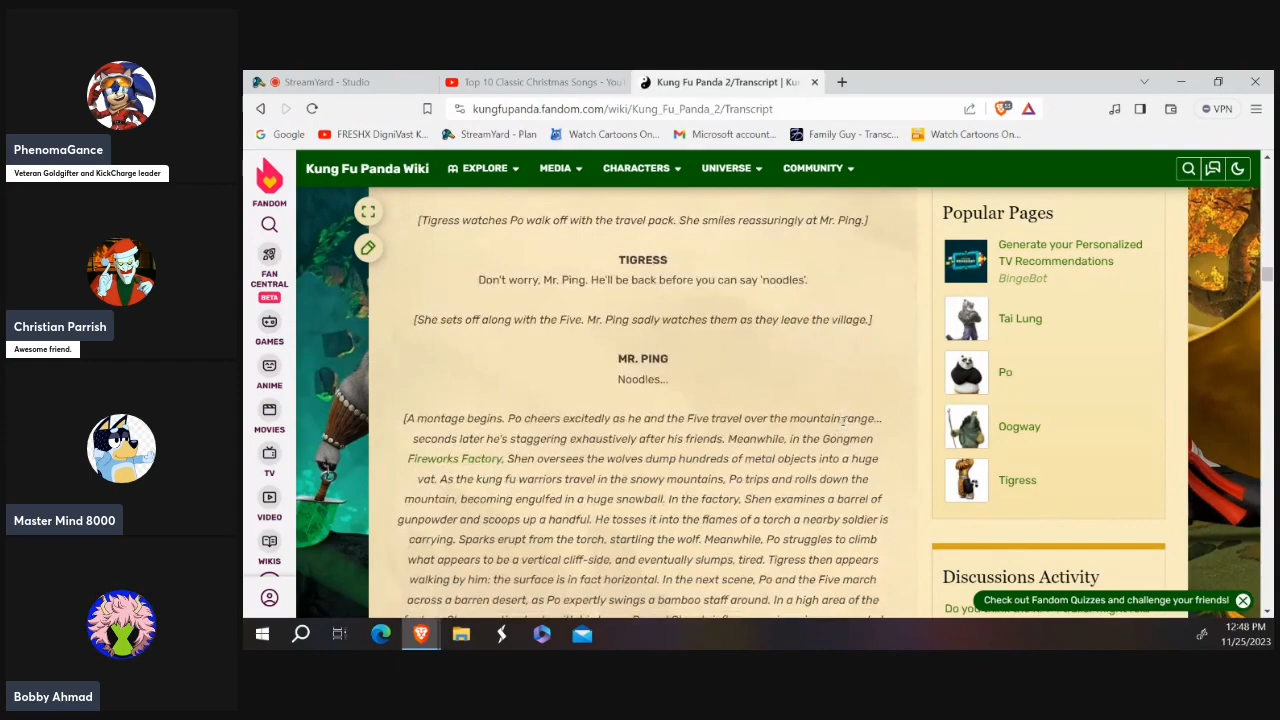 PhenomaGance
Veteran Goldgifter and KickCharge leader
Christian Parrish
Awesome friend.
Master Mind 8000
Bobby Ahmad
StreamYard - Studio
Top 10 Classic Christmas Songs - You
Kung Fu Panda 2/Transcript | Ku
kungfupanda.fandom.com/wiki/Kung_Fu_Panda_2/Transcript
VPN
Google
FRESHX DigniVast K...
StreamYard - Plan
Watch Cartoons On...
Microsoft account...
Family Guy - Transc...
Watch Cartoons On...
FANDOM
FAN
CENTRAL
BETA
GAMES
ANIME
MOVIES
TV
VIDEO
WIKIS
Kung Fu Panda Wiki
EXPLORE
MEDIA
CHARACTERS
UNIVERSE
COMMUNITY
[Tigress watches Po walk off with the travel pack. She smiles reassuringly at Mr. Ping.]
TIGRESS
Don't worry, Mr. Ping. He'll be back before you can say 'noodles'.
[She sets off along with the Five. Mr. Ping sadly watches them as they leave the village.]
MR. PING
Noodles...
[A montage begins. Po cheers excitedly as he and the Five travel over the mountain range...
seconds later he's staggering exhaustively after his friends. Meanwhile, in the Gongmen
Fireworks Factory, Shen oversees the wolves dump hundreds of metal objects into a huge
vat. As the kung fu warriors travel in the snowy mountains, Po trips and rolls down the
mountain, becoming engulfed in a huge snowball. In the factory, Shen examines a barrel of
gunpowder and scoops up a handful. He tosses it into the flames of a torch a nearby soldier is
carrying. Sparks erupt from the torch, startling the wolf. Meanwhile, Po struggles to climb
what appears to be a vertical cliff-side, and eventually slumps, tired. Tigress then appears
walking by him: the surface is in fact horizontal. In the next scene, Po and the Five march
across a barren desert, as Po expertly swings a bamboo staff around. In a high area of the
Popular Pages
Generate your Personalized
TV Recommendations
BingeBot
Tai Lung
Po
Oogway
Tigress
Discussions Activity
Check out Fandom Quizzes and challenge your friends!
12:48 PM
11/25/2023